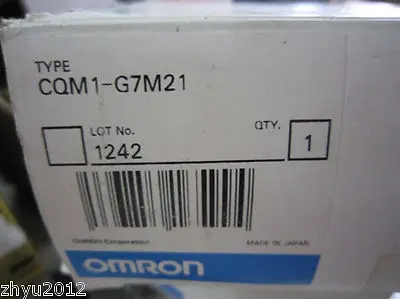 TYPE
CQM1-G7M21
LOT No. QTY.
1242 1
OMRON Corporation MADE IN JAPAN
OMRON
zhyu2012